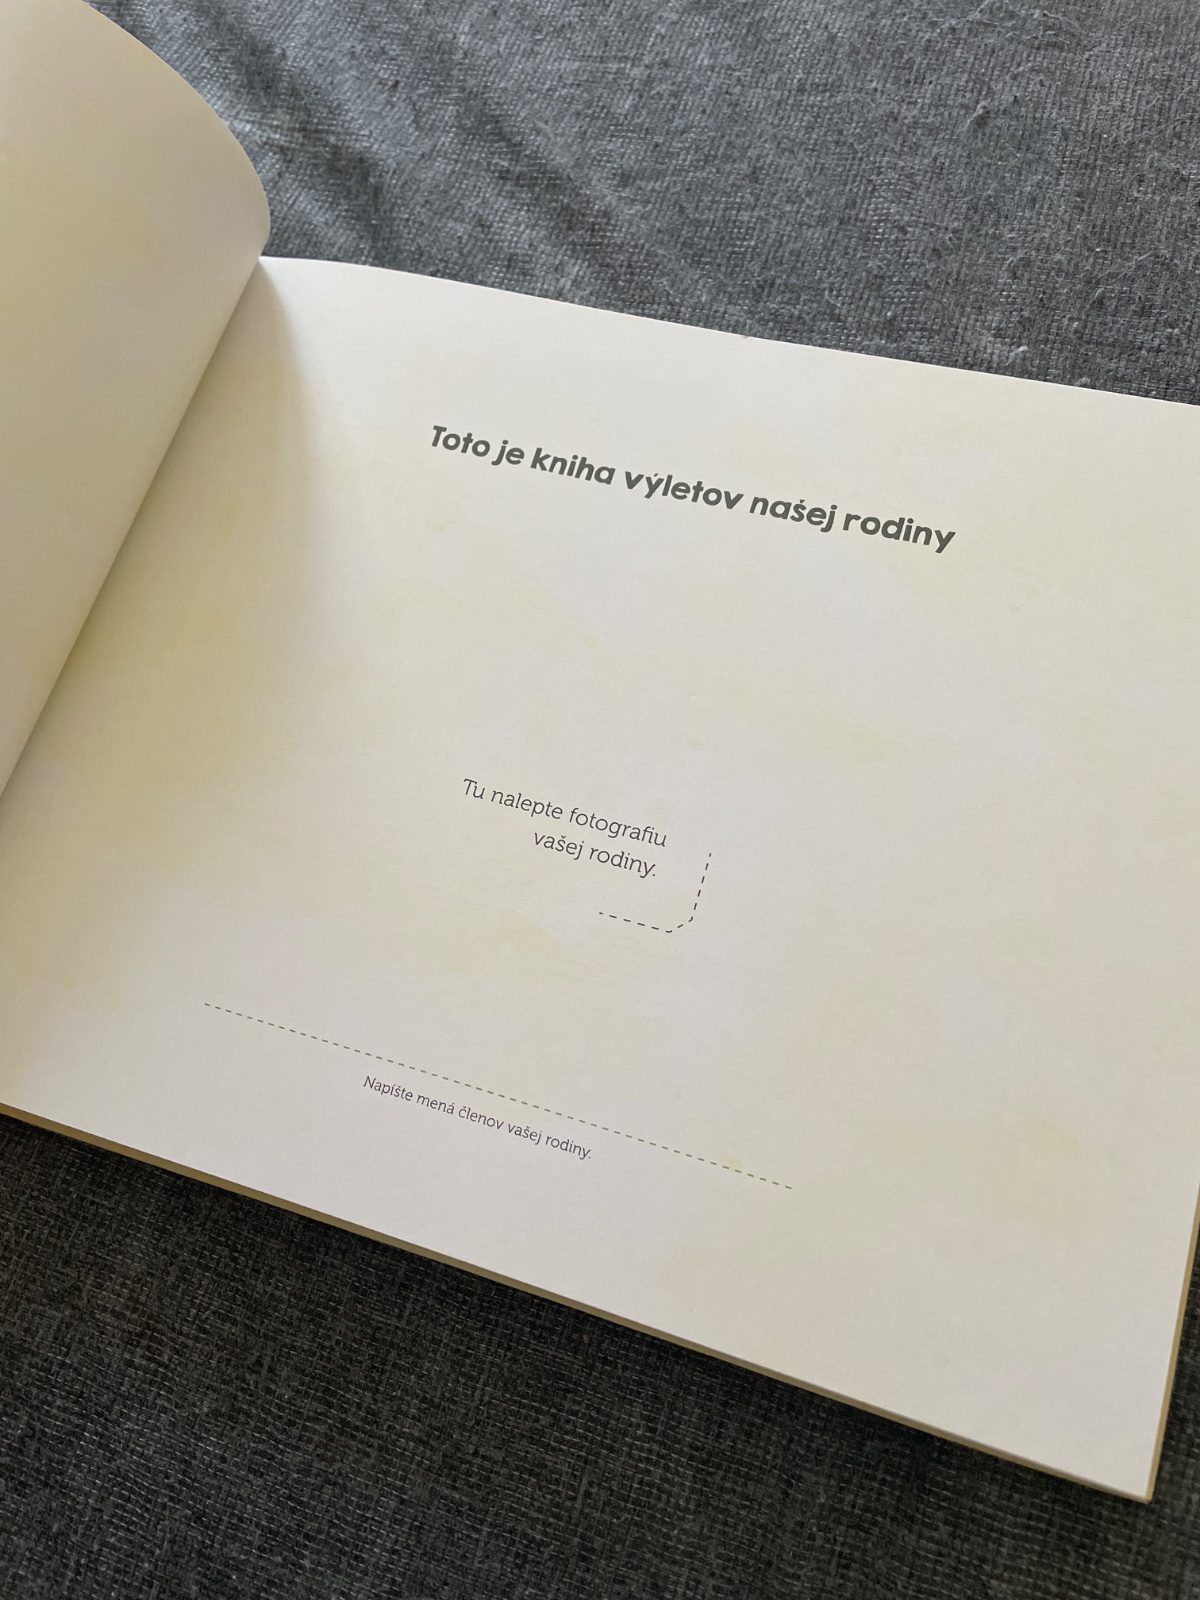 Toto je kniha výletov našej rodiny
Tu nalepte fotografiu
vašej rodiny.
Napíšte mená členov vašej rodiny.